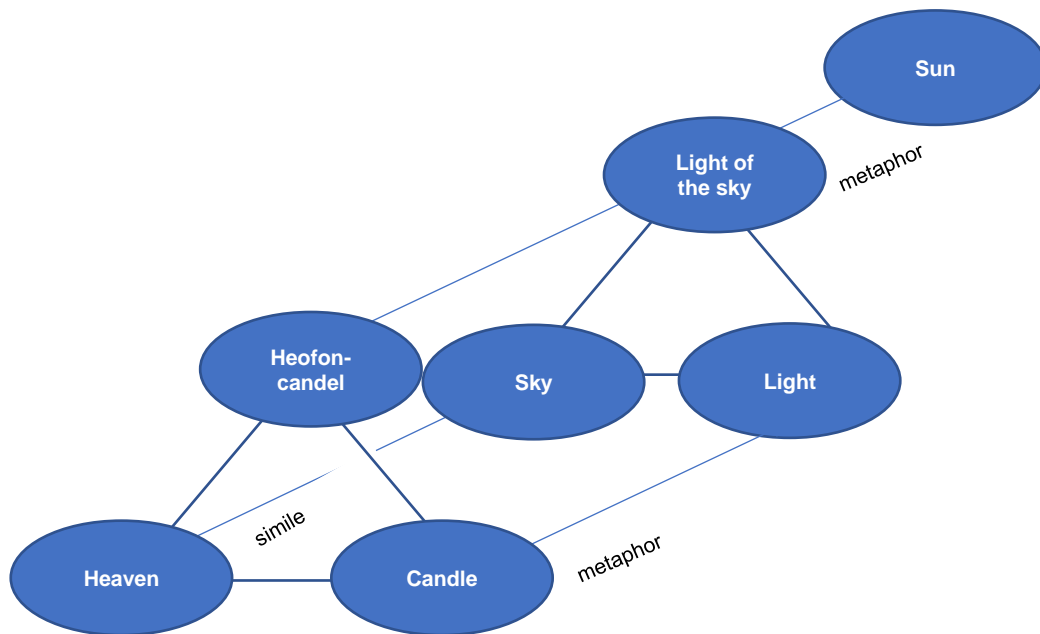 Sun
Light of
the sky
metaphor
Heofon-
candel
Sky
Light
simile
metaphor
Heaven
Candle